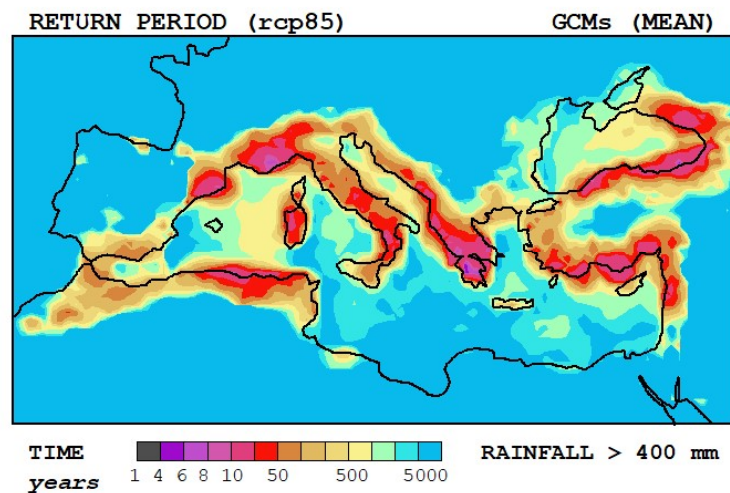 RETURN PERIOD (rcp85) GCMs (MEAN)
TIME RAINFALL > 400 mm
years 1 4 6 8 10 50 500 5000